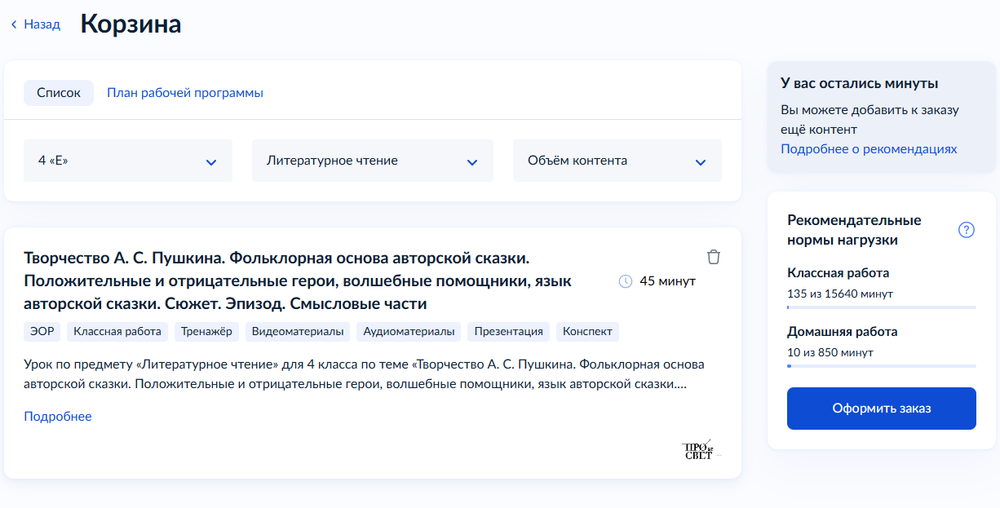 Назад
Корзина
Список
План рабочей программы
4 «Е»
Литературное чтение
Объём контента
Творчество А. С. Пушкина. Фольклорная основа авторской сказки.
Положительные и отрицательные герои, волшебные помощники, язык
авторской сказки. Сюжет. Эпизод. Смысловые части
45 минут
ЭОР
Классная работа
Тренажёр
Видеоматериалы
Аудиоматериалы
Презентация
Конспект
Урок по предмету «Литературное чтение» для 4 класса по теме «Творчество А. С. Пушкина. Фольклорная основа
авторской сказки. Положительные и отрицательные герои, волшебные помощники, язык авторской сказки....
Подробнее
ПРО
СВЕТ
У вас остались минуты
Вы можете добавить к заказу
ещё контент
Подробнее о рекомендациях
Рекомендательные
нормы нагрузки
?
Классная работа
135 из 15640 минут
Домашняя работа
10 из 850 минут
Оформить заказ